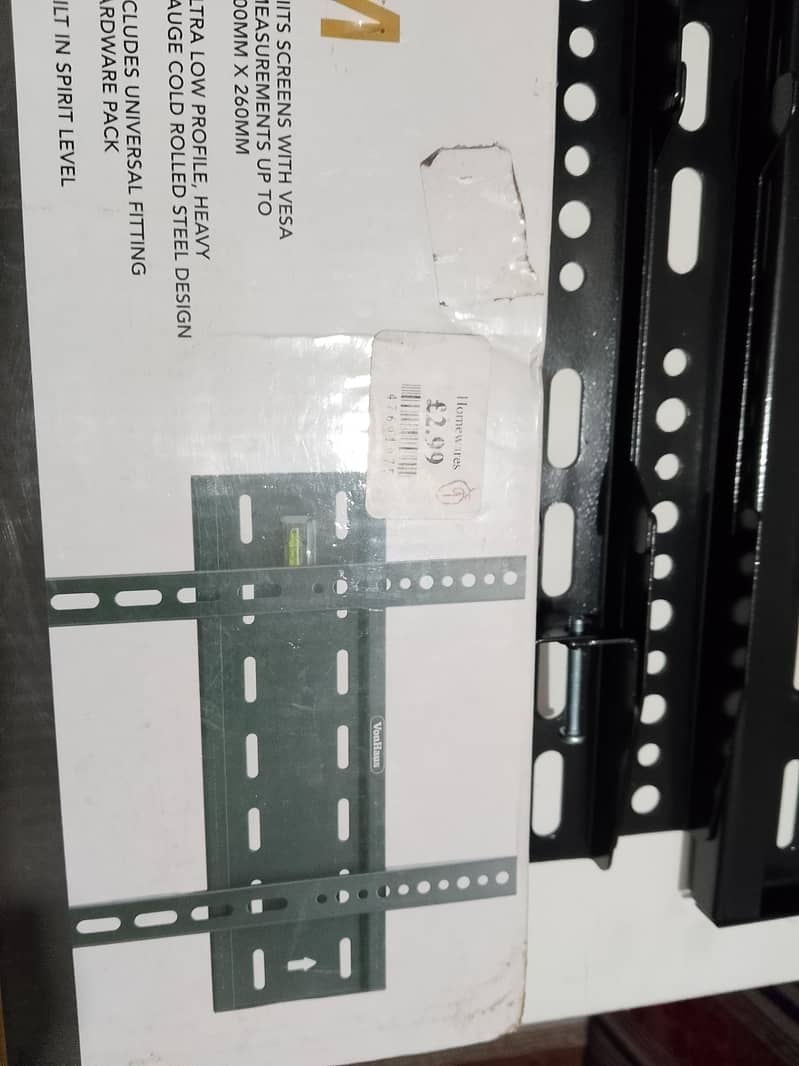 M
ITS SCREENS WITH VESA
MEASUREMENTS UP TO
00MM X 260MM
LTRA LOW PROFILE, HEAVY
AUGE COLD ROLLED STEEL DESIGN
CLUDES UNIVERSAL FITTING
ARDWARE PACK
ILT IN SPIRIT LEVEL
Homewares
£2.99
VonHaus